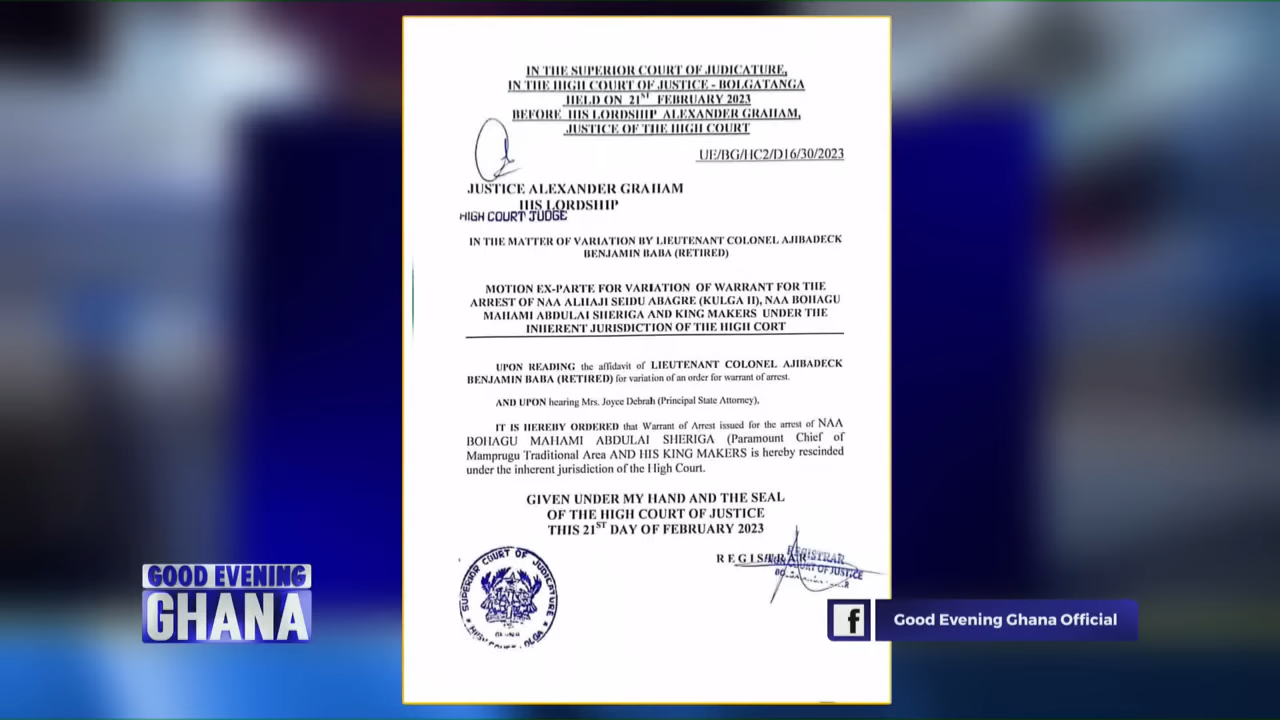 IN THE SUPERIOR COURT OF JUDICATURE,
IN THE HIGH COURT OF JUSTICE - BOLGATANGA
HELD ON 21ST FEBRUARY 2023
BEFORE HIS LORDSHIP ALEXANDER GRAHAM,
JUSTICE OF THE HIGH COURT
UE/BG/HC2/D16/30/2023
JUSTICE ALEXANDER GRAHAM
HIS LORDSHIP
HIGH COURT JUDGE
IN THE MATTER OF VARIATION BY LIEUTENANT COLONEL AJIBADECK
BENJAMIN BABA (RETIRED)
MOTION EX-PARTE FOR VARIATION OF WARRANT FOR THE
ARREST OF NAA ALHAJI SEIDU ABAGRE (KULGA II), NAA BOHAGU
MAHAMI ABDULAI SHERIGA AND KING MAKERS UNDER THE
INHERENT JURISDICTION OF THE HIGH CORT
UPON READING the affidavit of LIEUTENANT COLONEL AJIBADECK
BENJAMIN BABA (RETIRED) for variation of an order for warrant of arrest.
AND UPON hearing Mrs. Joyce Debrah (Principal State Attorney),
IT IS HEREBY ORDERED that Warrant of Arrest issued for the arrest of NAA
BOHAGU MAHAMI ABDULAI SHERIGA (Paramount Chief of
Mamprugu Traditional Area AND HIS KING MAKERS is hereby rescinded
under the inherent jurisdiction of the High Court.
GIVEN UNDER MY HAND AND THE SEAL
OF THE HIGH COURT OF JUSTICE
THIS 21ST DAY OF FEBRUARY 2023
REGISTRAR
REGISTRAR
COURT OF JUSTICE
SUPERIOR COURT OF JUDICATURE
GOOD EVENING
GHANA
f Good Evening Ghana Official